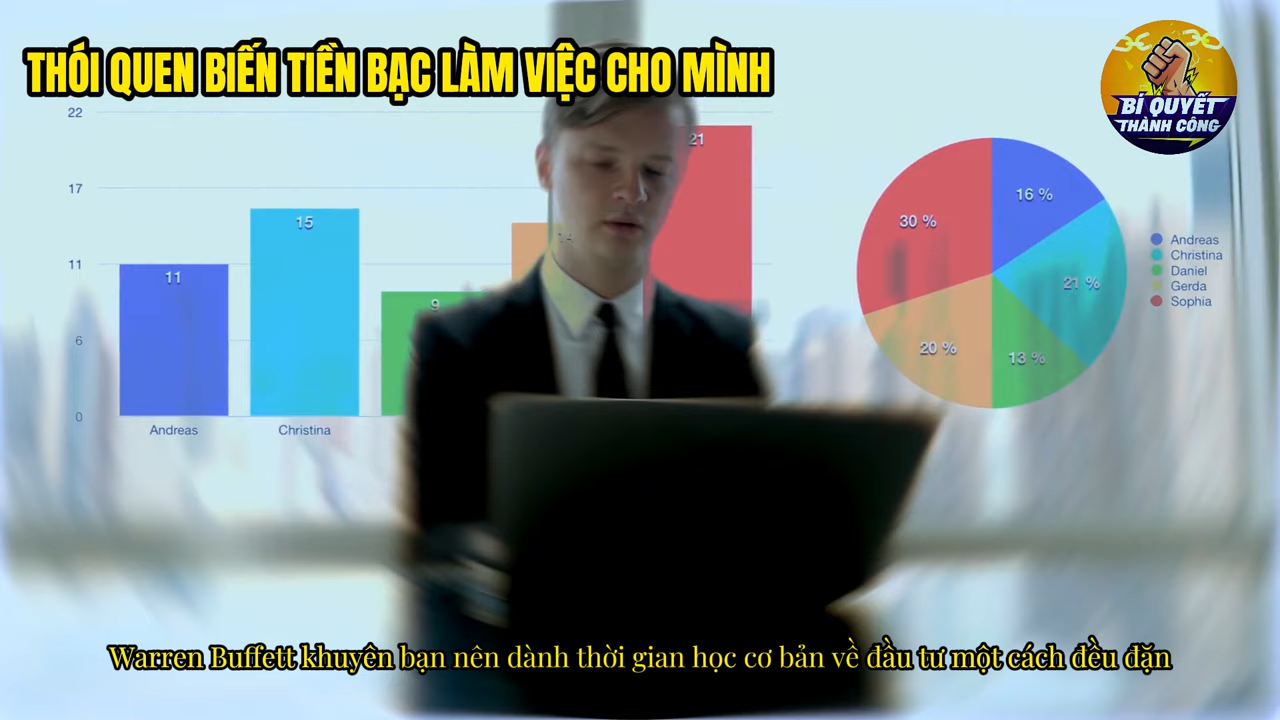 THÓI QUEN BIẾN TIỀN BẠC LÀM VIỆC CHO MÌNH
BÍ QUYẾT
THÀNH CÔNG
22
17
11
6
0
11
15
9
14
21
Andreas
Christina
16 %
21 %
13 %
20 %
30 %
Andreas
Christina
Daniel
Gerda
Sophia
Warren Buffett khuyên bạn nên dành thời gian học cơ bản về đầu tư một cách đều đặn